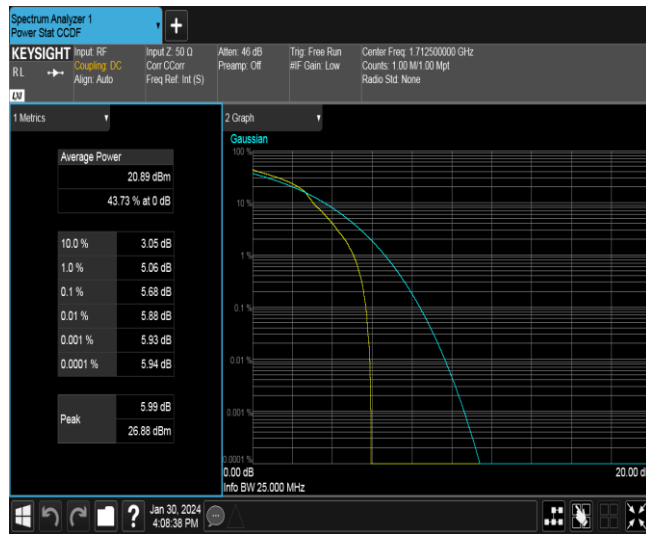 Spectrum Analyzer 1
Power Stat CCDF
+
KEYSIGHT
RL
LXI
Input: RF
Coupling: DC
Align: Auto
Input Z: 50 Ω
Corr CCorr
Freq Ref: Int (S)
Atten: 46 dB
Preamp: Off
Trig: Free Run
#IF Gain: Low
Center Freq: 1.712500000 GHz
Counts: 1.00 M/1.00 Mpt
Radio Std: None
1 Metrics
Average Power
20.89 dBm
43.73 % at 0 dB
10.0 % 3.05 dB
1.0 % 5.06 dB
0.1 % 5.68 dB
0.01 % 5.88 dB
0.001 % 5.93 dB
0.0001 % 5.94 dB
Peak
5.99 dB
26.88 dBm
2 Graph
Gaussian
100 %
10 %
1 %
0.1 %
0.01 %
0.001 %
0.0001 %
0.00 dB
20.00 d
Info BW 25.000 MHz
?
Jan 30, 2024
4:08:38 PM